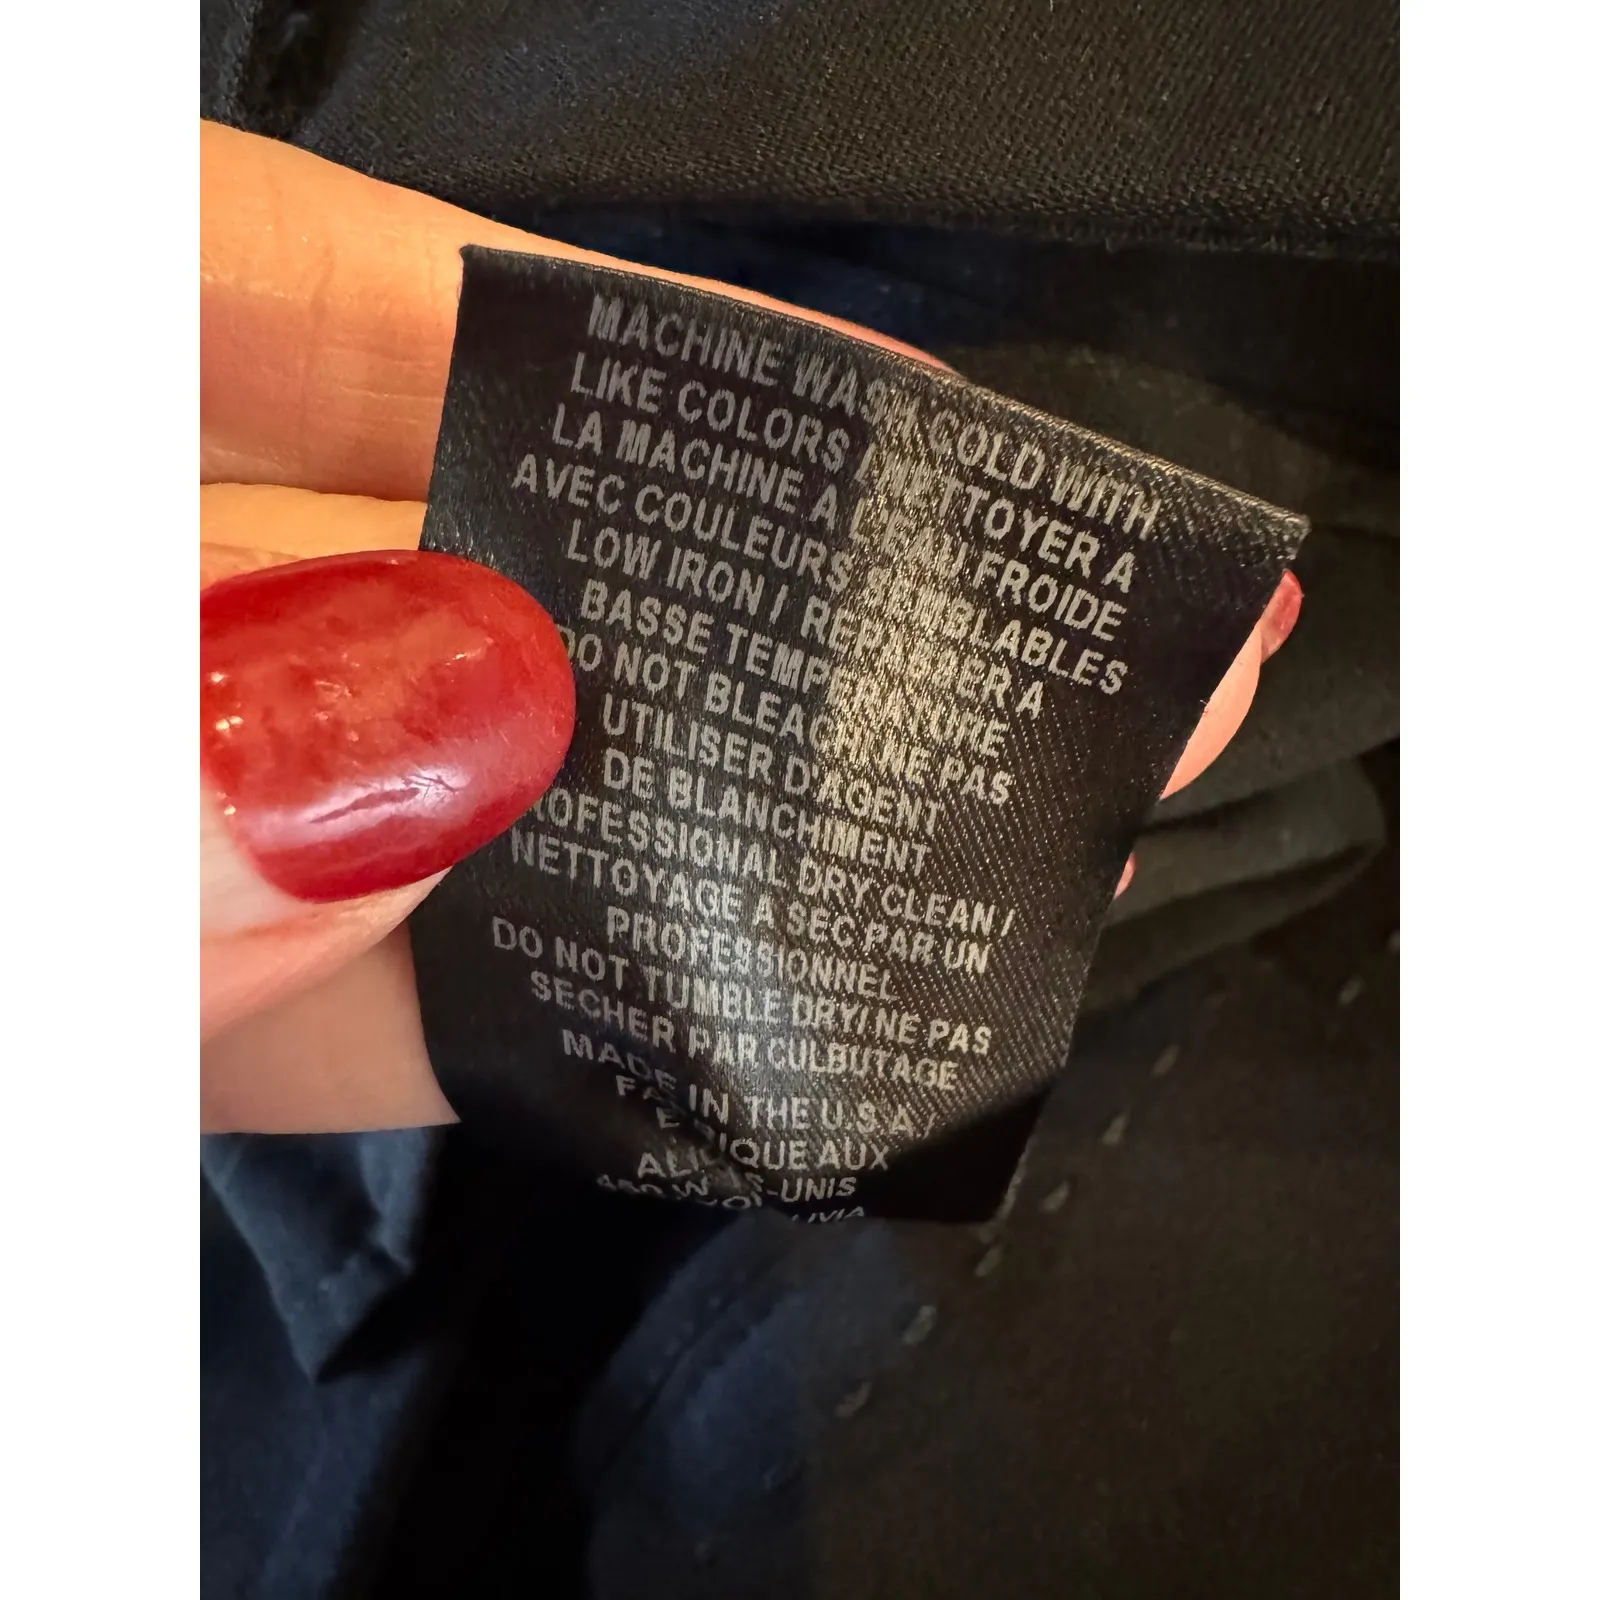 MACHINE WASH COLD WITH
LIKE COLORS / NETTOYER A
LA MACHINE A L'EAU FROIDE
AVEC COULEURS SEMBLABLES
LOW IRON / REPASSER A
BASSE TEMPERATURE
DO NOT BLEACH/ NE PAS
UTILISER D'AGENT
DE BLANCHIMENT
PROFESSIONAL DRY CLEAN /
NETTOYAGE A SEC PAR UN
PROFESSIONNEL
DO NOT TUMBLE DRY/ NE PAS
SECHER PAR CULBUTAGE
MADE IN THE U.S.A /
AUX
-UNIS